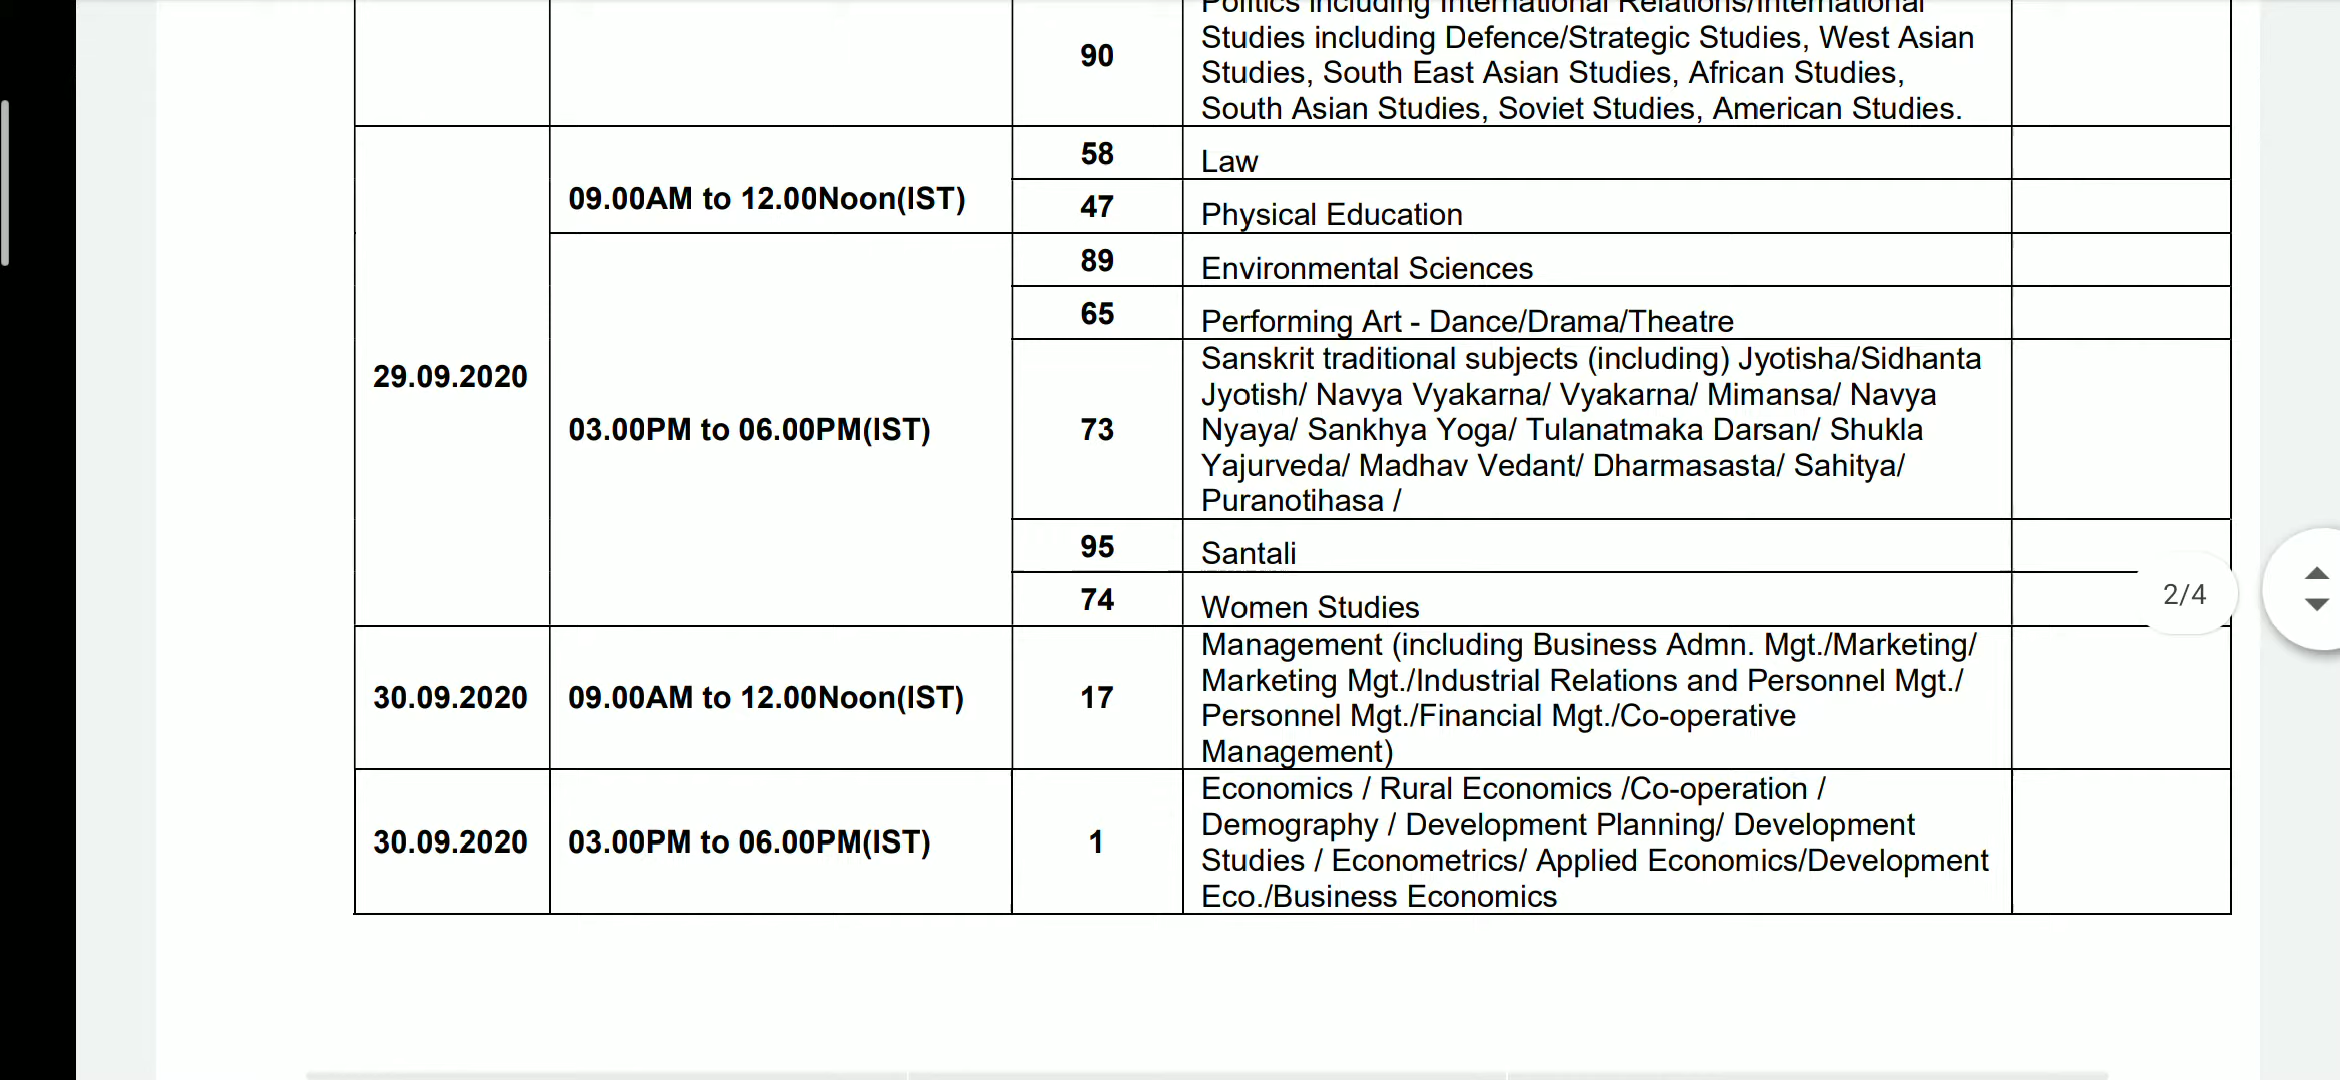 Politics including International Relations/International
90
Studies including Defence/Strategic Studies, West Asian
Studies, South East Asian Studies, African Studies,
South Asian Studies, Soviet Studies, American Studies.
29.09.2020
09.00AM to 12.00Noon(IST)
58
Law
47
Physical Education
03.00PM to 06.00PM(IST)
89
Environmental Sciences
65
Performing Art - Dance/Drama/Theatre
73
Sanskrit traditional subjects (including) Jyotisha/Sidhanta
Jyotish/ Navya Vyakarna/ Vyakarna/ Mimansa/ Navya
Nyaya/ Sankhya Yoga/ Tulanatmaka Darsan/ Shukla
Yajurveda/ Madhav Vedant/ Dharmasasta/ Sahitya/
Puranotihasa /
95
Santali
74
Women Studies
2/4
30.09.2020
09.00AM to 12.00Noon(IST)
17
Management (including Business Admn. Mgt./Marketing/
Marketing Mgt./Industrial Relations and Personnel Mgt./
Personnel Mgt./Financial Mgt./Co-operative
Management)
30.09.2020
03.00PM to 06.00PM(IST)
1
Economics / Rural Economics /Co-operation /
Demography / Development Planning/ Development
Studies / Econometrics/ Applied Economics/Development
Eco./Business Economics